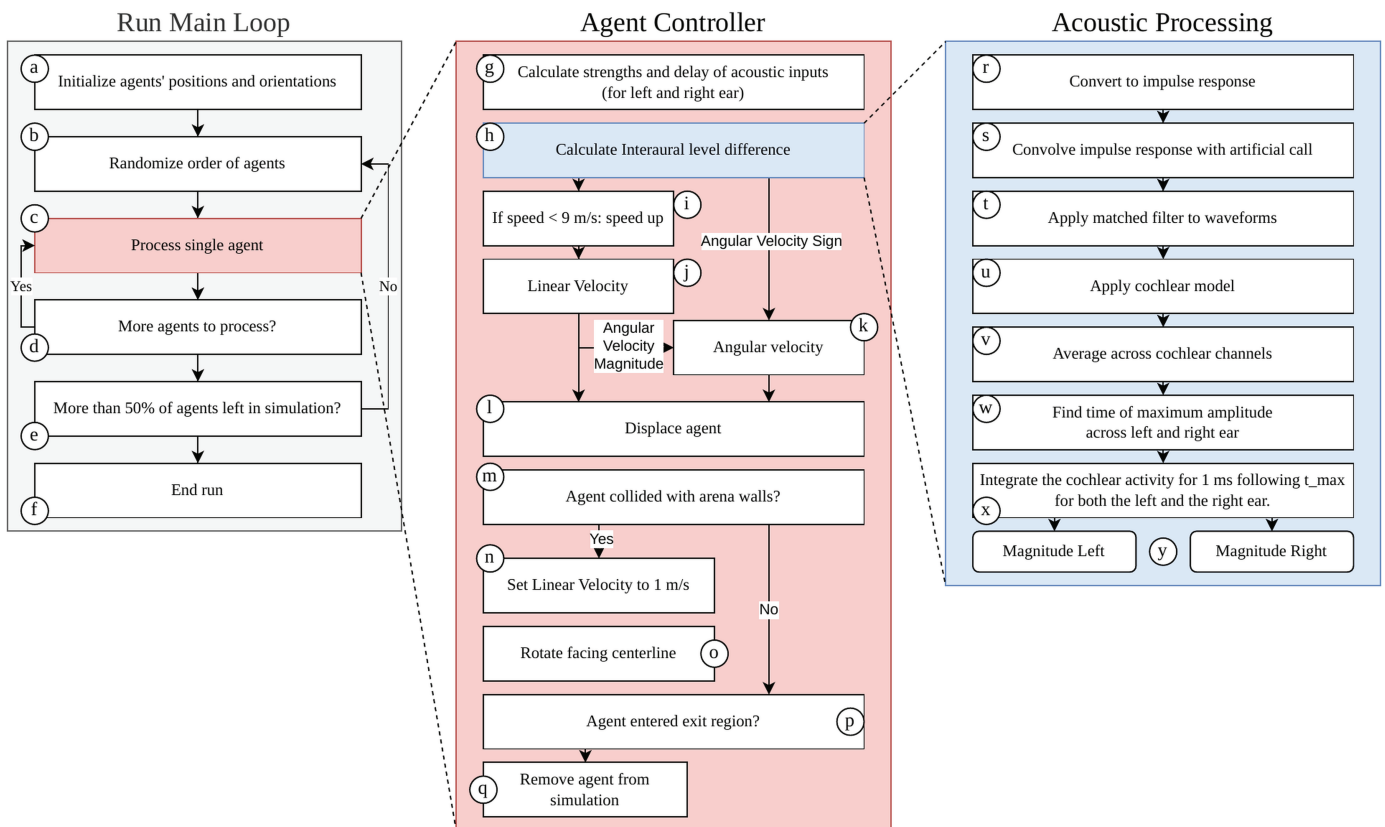 Run Main Loop
a
Initialize agents' positions and orientations
b
Randomize order of agents
c
Process single agent
Yes
No
More agents to process?
d
More than 50% of agents left in simulation?
e
End run
f
Agent Controller
g
Calculate strengths and delay of acoustic inputs
(for left and right ear)
h
Calculate Interaural level difference
i
If speed < 9 m/s: speed up
Angular Velocity Sign
j
Linear Velocity
Angular
Velocity
Magnitude
k
Angular velocity
l
Displace agent
m
Agent collided with arena walls?
Yes
n
Set Linear Velocity to 1 m/s
No
Rotate facing centerline
o
Agent entered exit region?
p
q
Remove agent from
simulation
Acoustic Processing
r
Convert to impulse response
s
Convolve impulse response with artificial call
t
Apply matched filter to waveforms
u
Apply cochlear model
v
Average across cochlear channels
w
Find time of maximum amplitude
across left and right ear
Integrate the cochlear activity for 1 ms following t_max
for both the left and the right ear.
x
Magnitude Left
y
Magnitude Right